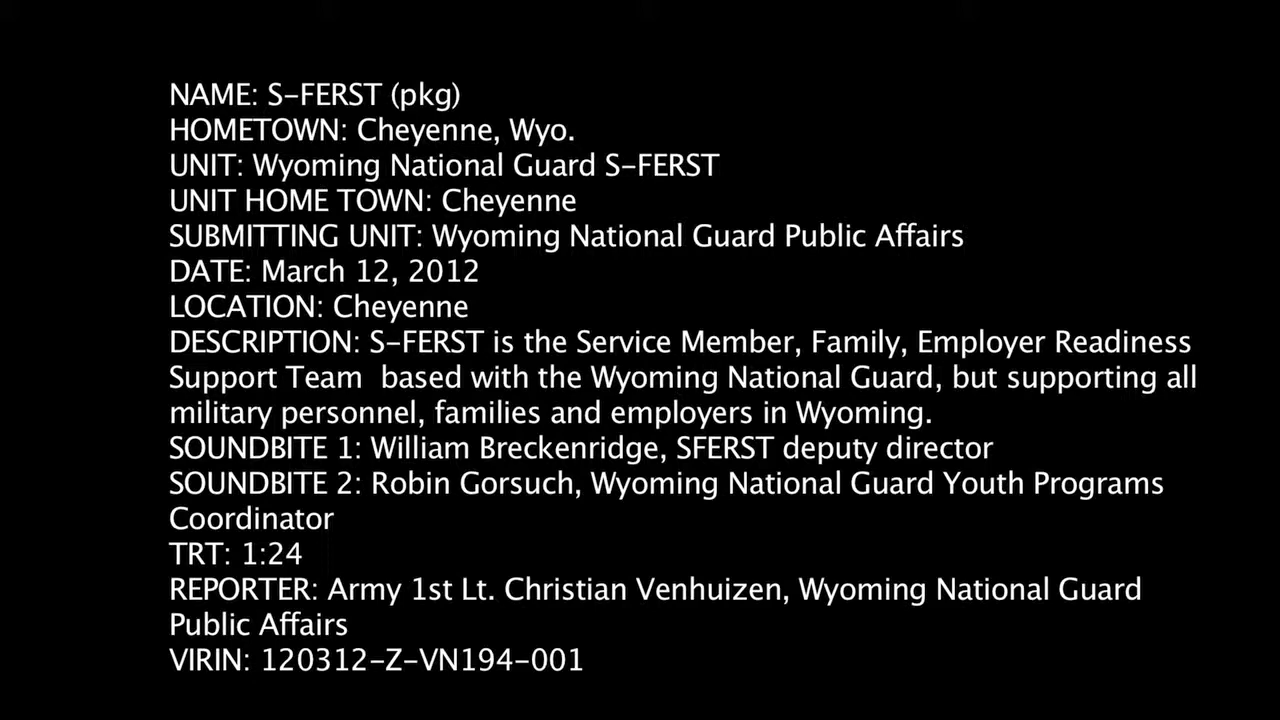 NAME: S-FERST (pkg)
HOMETOWN: Cheyenne, Wyo.
UNIT: Wyoming National Guard S-FERST
UNIT HOME TOWN: Cheyenne
SUBMITTING UNIT: Wyoming National Guard Public Affairs
DATE: March 12, 2012
LOCATION: Cheyenne
DESCRIPTION: S-FERST is the Service Member, Family, Employer Readiness
Support Team  based with the Wyoming National Guard, but supporting all
military personnel, families and employers in Wyoming.
SOUNDBITE 1: William Breckenridge, SFERST deputy director
SOUNDBITE 2: Robin Gorsuch, Wyoming National Guard Youth Programs
Coordinator
TRT: 1:24
REPORTER: Army 1st Lt. Christian Venhuizen, Wyoming National Guard
Public Affairs
VIRIN: 120312-Z-VN194-001